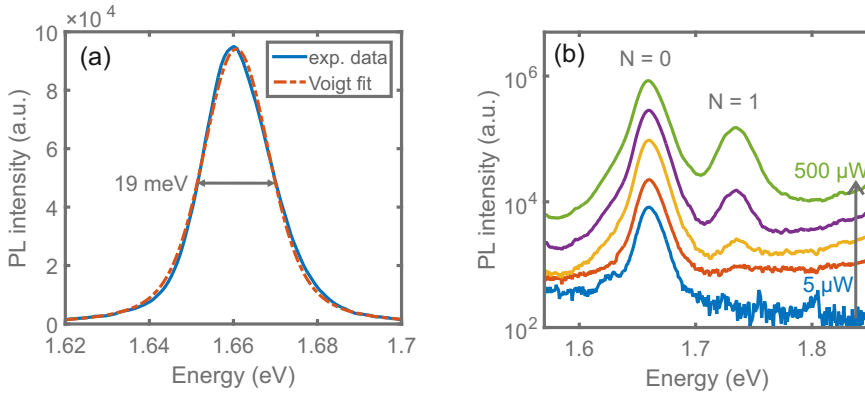 ×10⁴
(a)
exp. data
Voigt fit
19 meV
PL intensity (a.u.)
10
8
6
4
2
0
1.62
1.64
1.66
1.68
1.7
Energy (eV)
(b)
N = 0
N = 1
500 µW
5 µW
PL intensity (a.u.)
10⁶
10⁴
10²
1.6
1.7
1.8
Energy (eV)